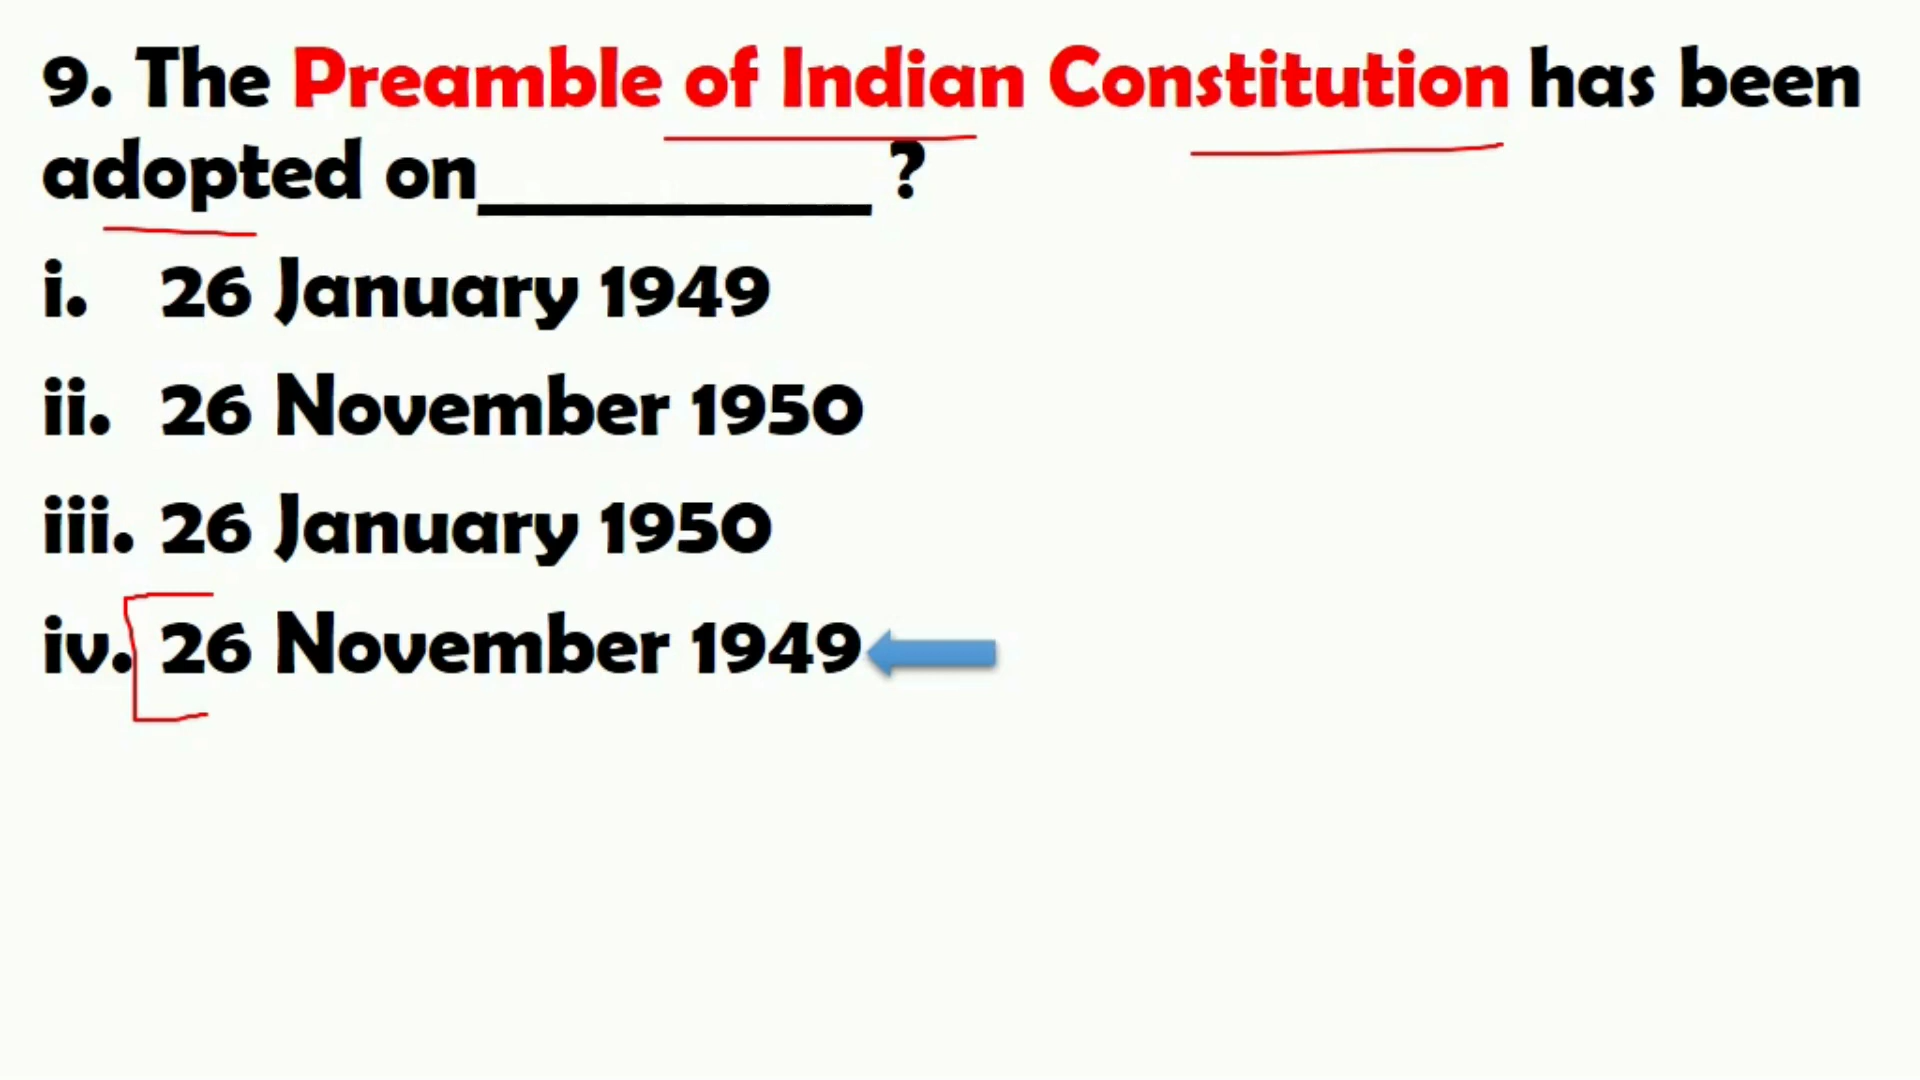 9. The Preamble of Indian Constitution has been
adopted on__________ ?
i. 26 January 1949
ii. 26 November 1950
iii. 26 January 1950
iv. 26 November 1949